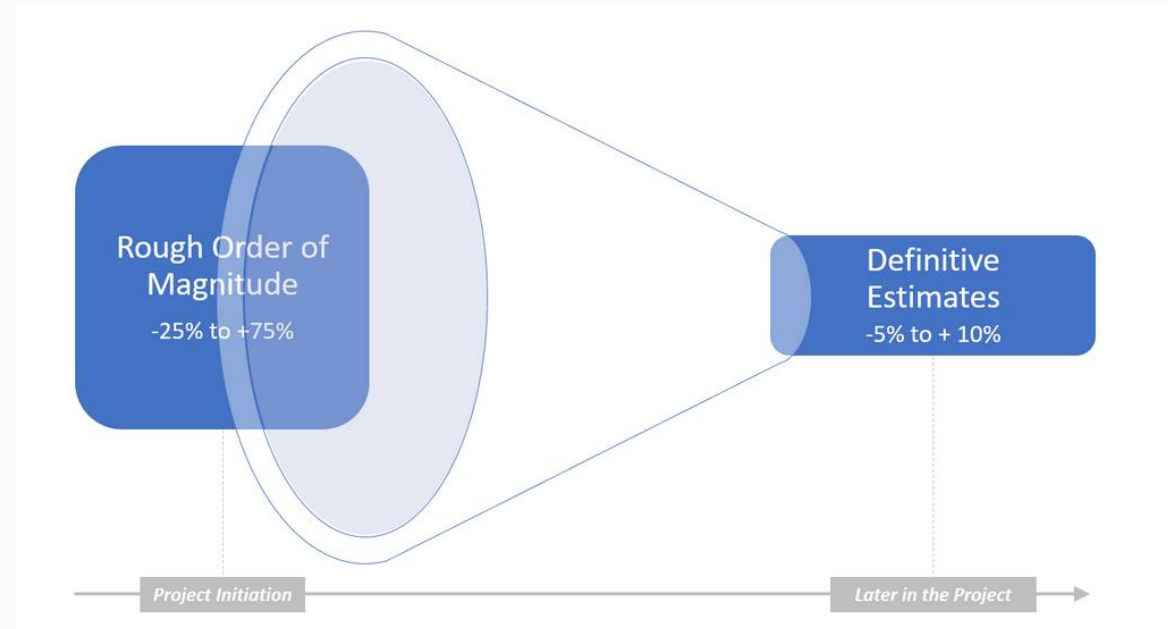 Rough Order of
Magnitude
-25% to +75%
Definitive
Estimates
-5% to + 10%
Project Initiation
Later in the Project